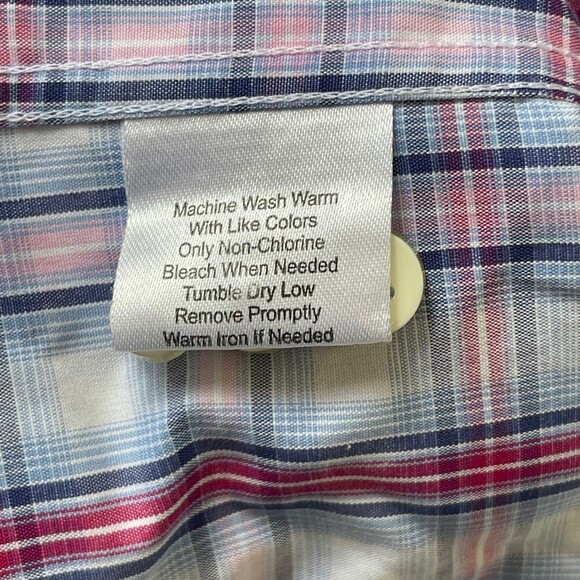 Machine Wash Warm
With Like Colors
Only Non-Chlorine
Bleach When Needed
Tumble Dry Low
Remove Promptly
Warm Iron If Needed